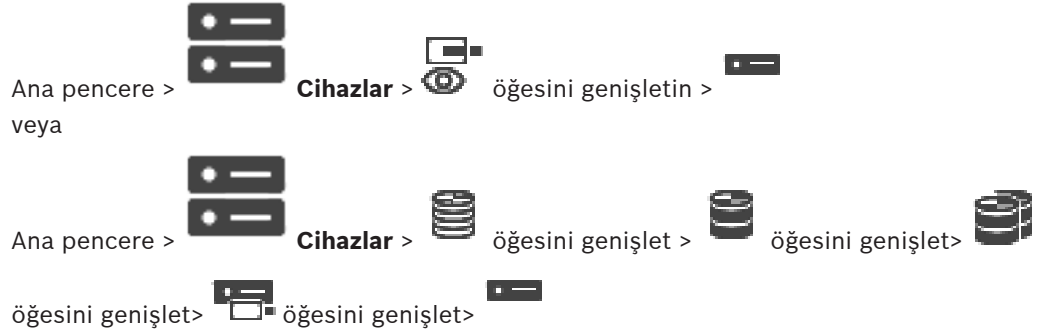 Ana pencere > Cihazlar > öğesini genişletin >
veya
Ana pencere > Cihazlar > öğesini genişlet > öğesini genişlet>
öğesini genişlet> öğesini genişlet>